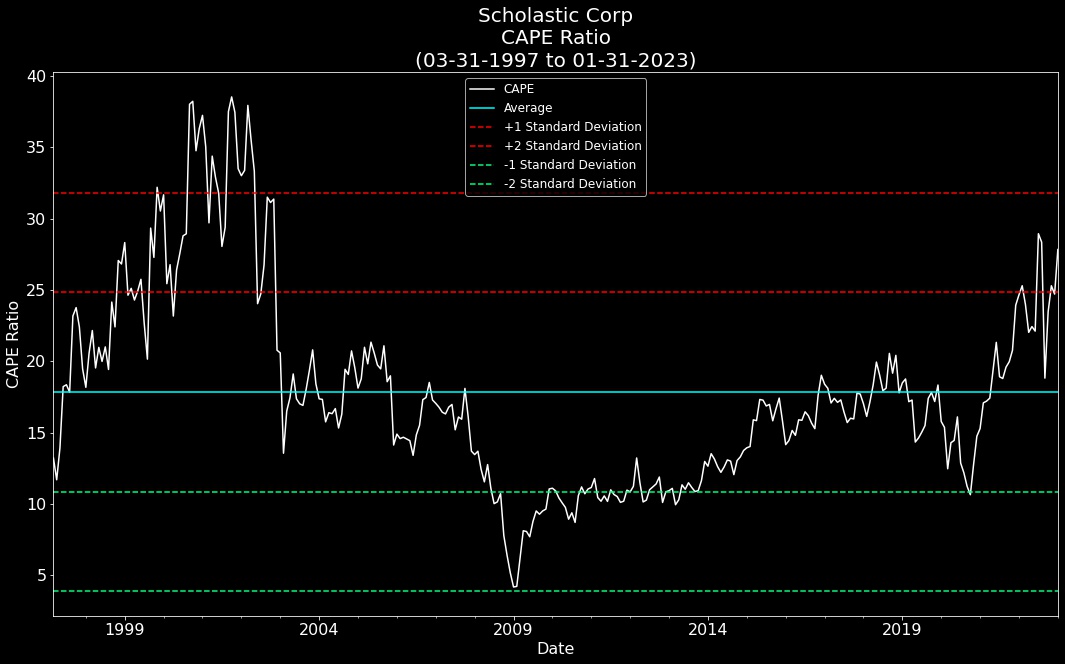 Scholastic Corp
CAPE Ratio
(03-31-1997 to 01-31-2023)
40
35
30
25
20
15
10
5
CAPE Ratio
CAPE
Average
+1 Standard Deviation
+2 Standard Deviation
-1 Standard Deviation
-2 Standard Deviation
1999
2004
2009
2014
2019
Date